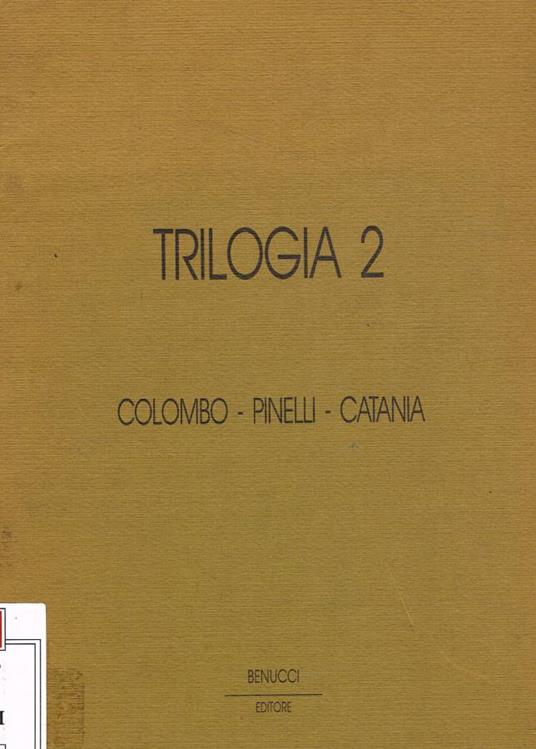 TRILOGIA 2
COLOMBO - PINELLI - CATANIA
BENUCCI
EDITORE